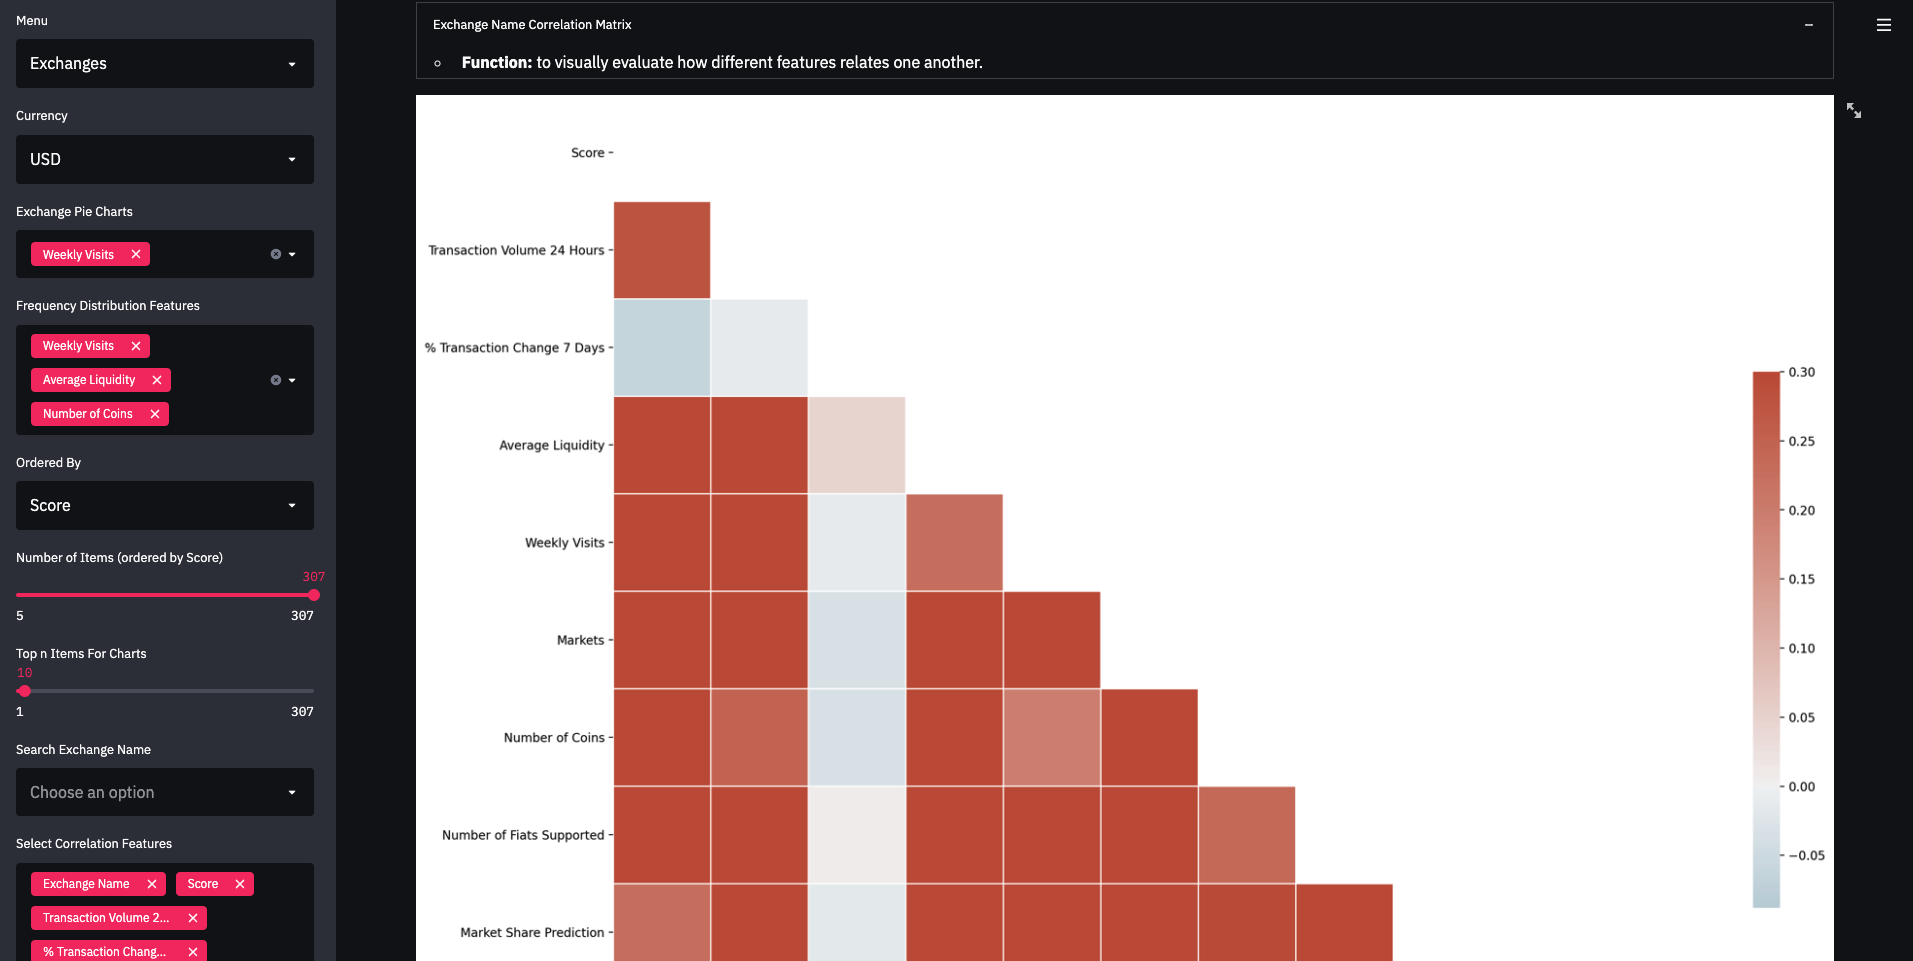 Menu
Exchanges
Currency
USD
Exchange Pie Charts
Weekly Visits
Frequency Distribution Features
Weekly Visits
Average Liquidity
Number of Coins
Ordered By
Score
Number of Items (ordered by Score)
307
5 307
Top n Items For Charts
10
1 307
Search Exchange Name
Choose an option
Select Correlation Features
Exchange Name Score
Transaction Volume 2...
% Transaction Chang...
Exchange Name Correlation Matrix
Function: to visually evaluate how different features relates one another.
Score
Transaction Volume 24 Hours
% Transaction Change 7 Days
Average Liquidity
Weekly Visits
Markets
Number of Coins
Number of Fiats Supported
Market Share Prediction
0.30
0.25
0.20
0.15
0.10
0.05
0.00
−0.05